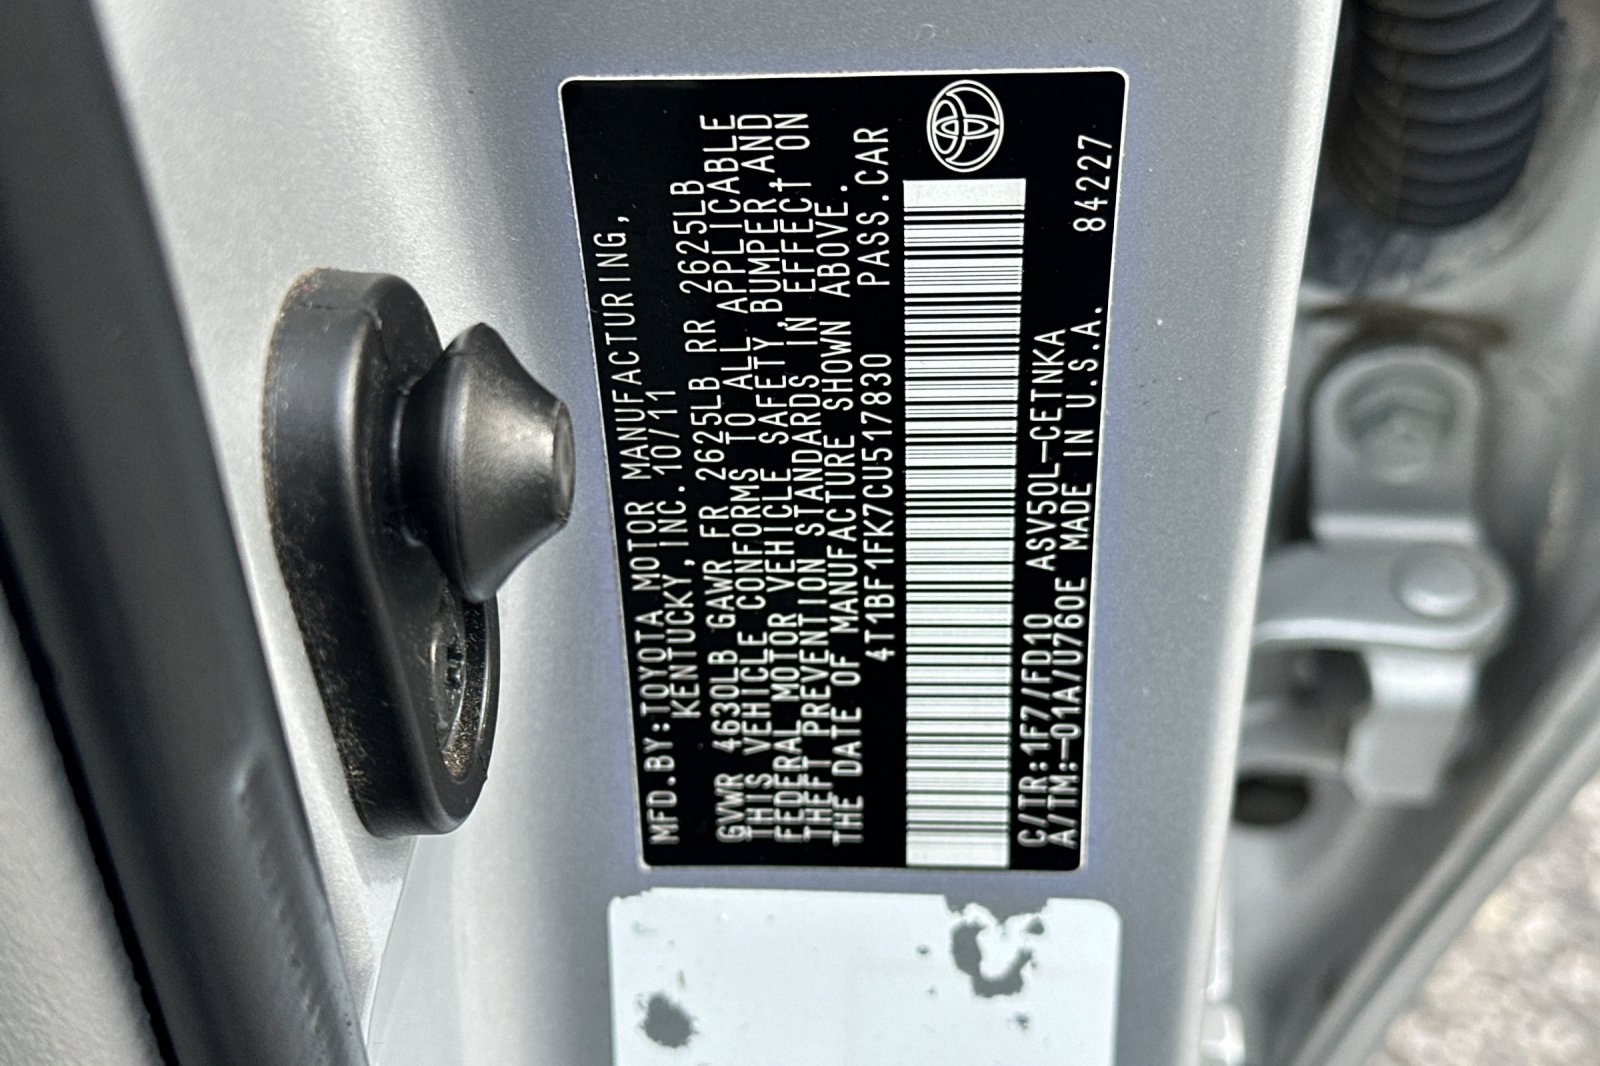 MFD.BY:TOYOTA MOTOR MANUFACTURING,
KENTUCKY, INC. 10/11
GVWR 4630LB GAWR FR 2625LB RR 2625LB
THIS VEHICLE CONFORMS TO ALL APPLICABLE
FEDERAL MOTOR VEHICLE SAFETY, BUMPER, AND
THEFT PREVENTION STANDARDS IN EFFECT ON
THE DATE OF MANUFACTURE SHOWN ABOVE.
4T1BF1FK7CU517830 PASS.CAR
C/TR:1F7/FD10 ASV50L-CETNKA
A/TM:-01A/U760E MADE IN U.S.A. 84227